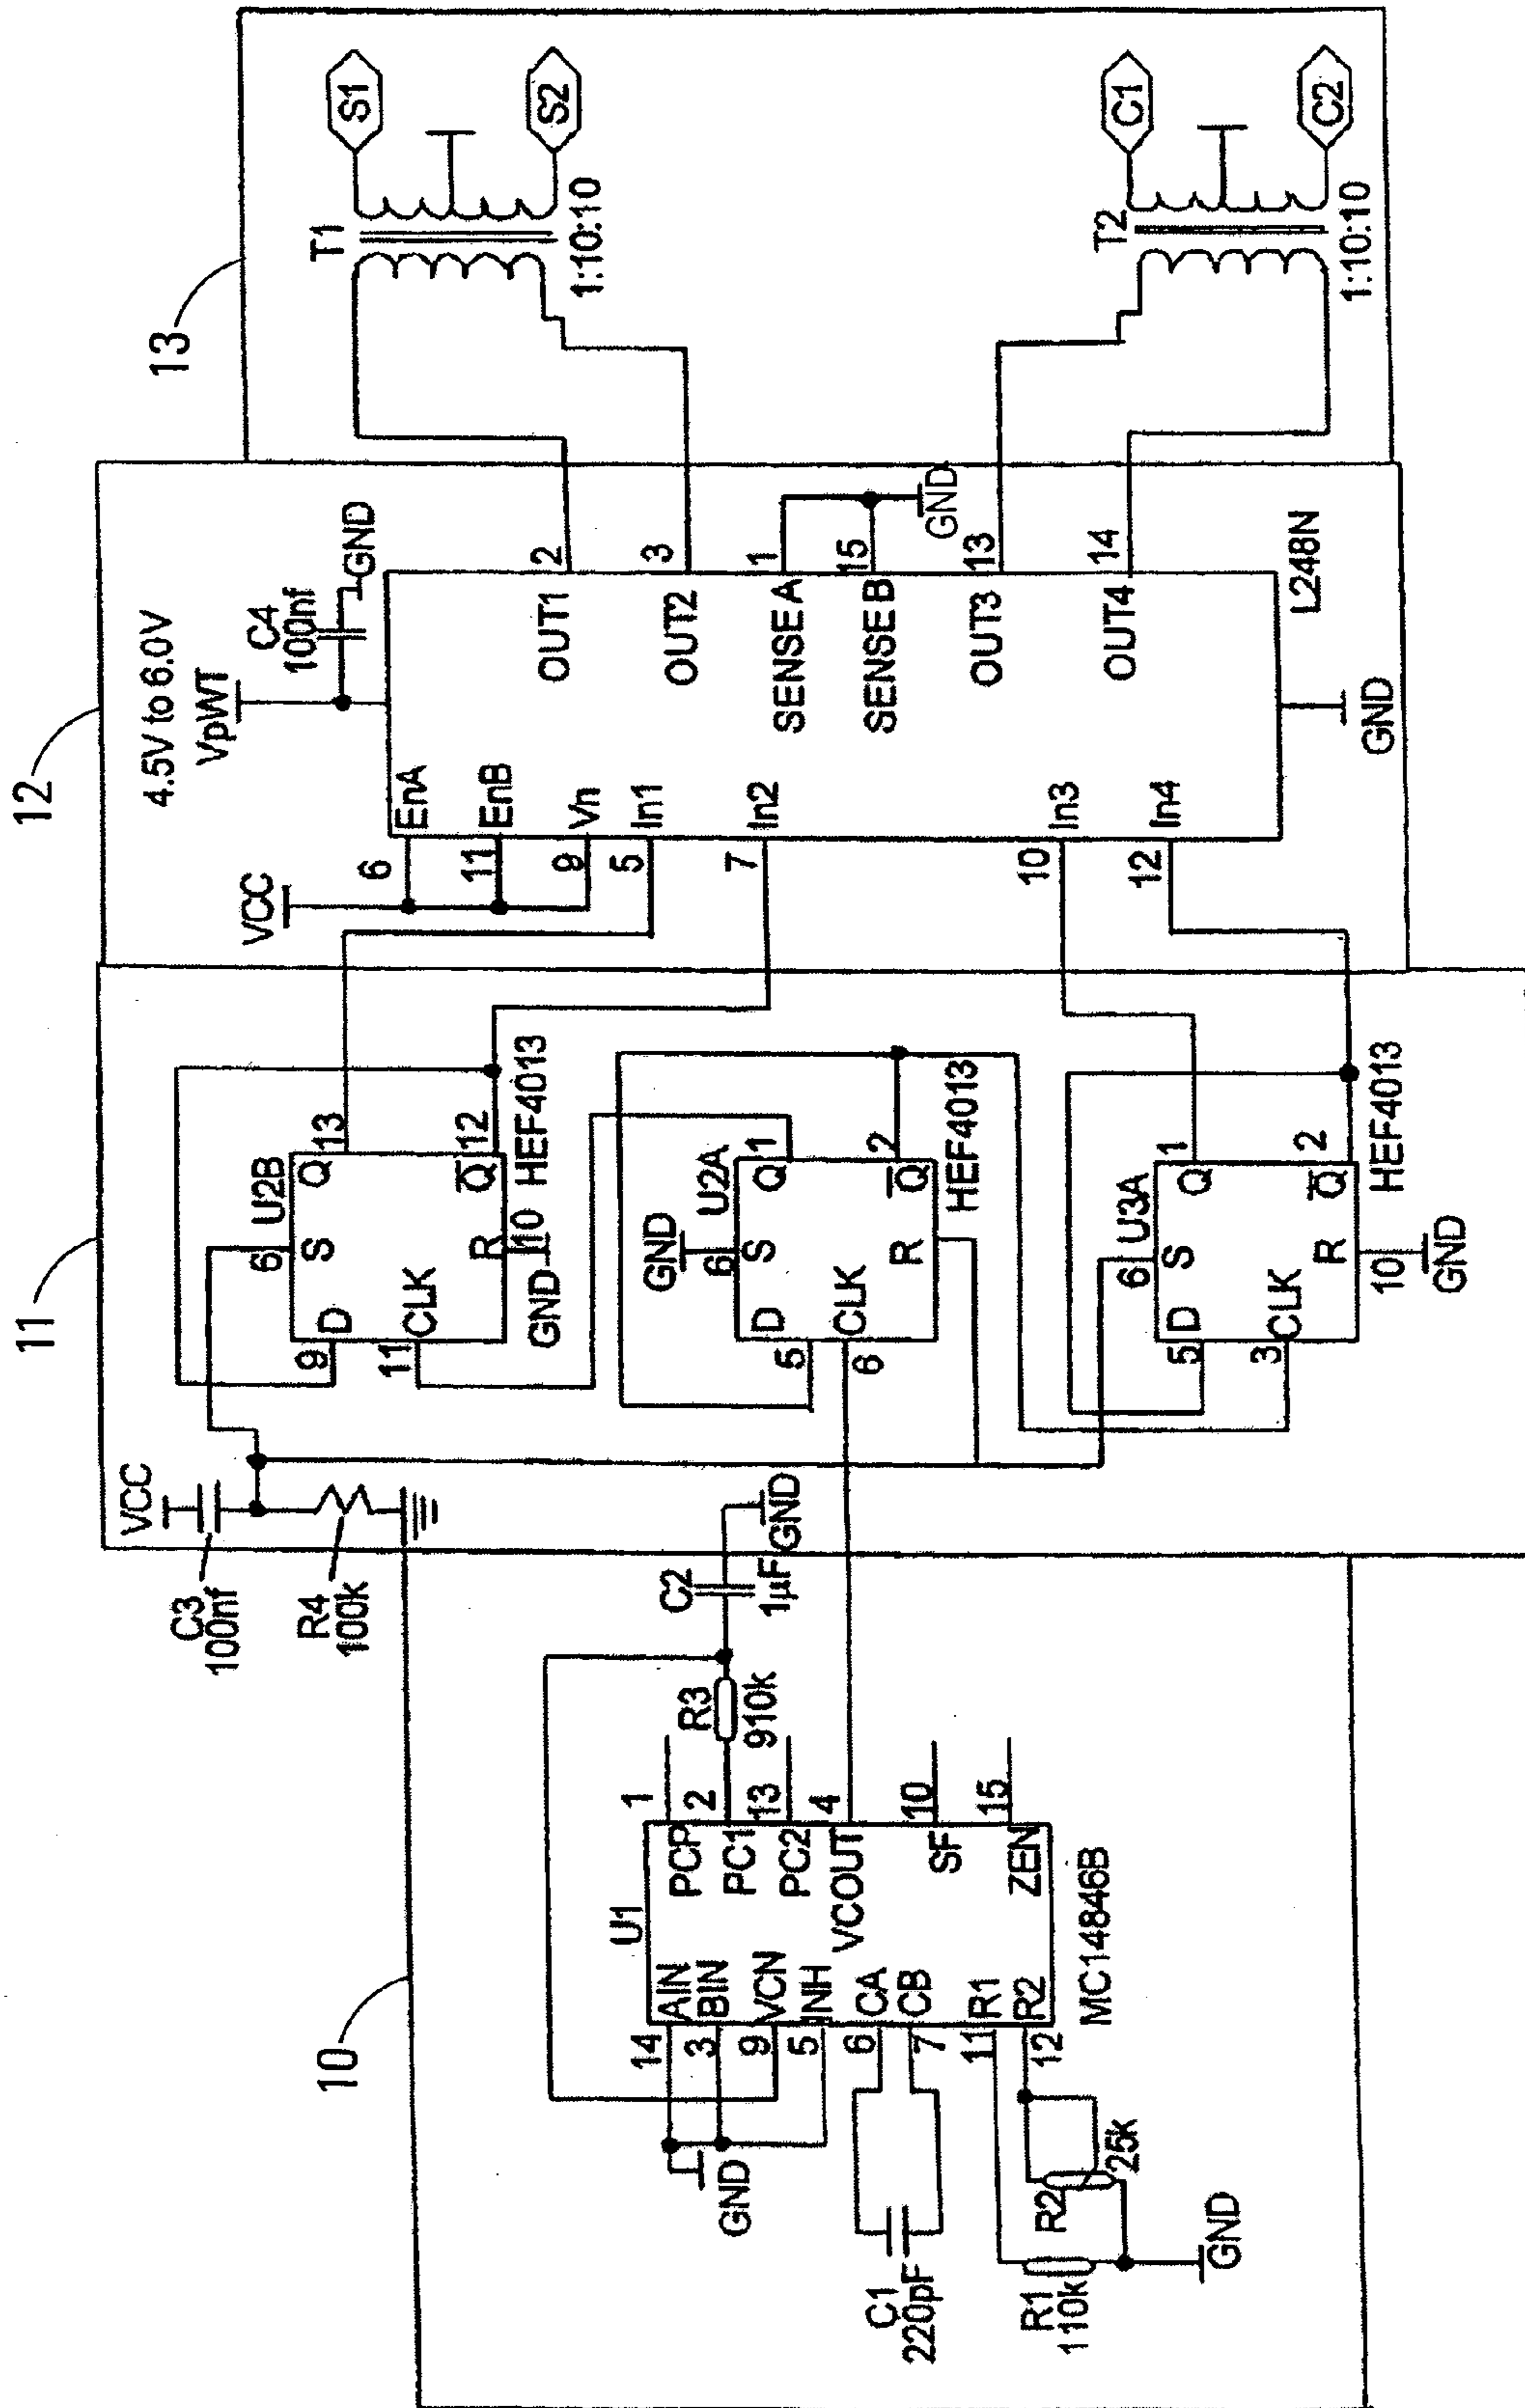 10
11
12
13
U1
AIN
BIN
VCN
INH
CA
CB
R1
R2
14
3
9
5
6
7
11
12
PCP
PC1
PC2
VCOUT
SF
ZEN
1
2
13
4
10
15
MC14846B
GND
C1
220pF
R1
110k
R2
25k
GND
R3
910k
C2
1µF
GND
VCC
C3
100nf
R4
100k
U2B
6
S
9
D
11
CLK
13
Q
12
Q̅
R
10
GND
HEF4013
U2A
GND
6
S
5
D
6
CLK
1
Q
2
Q̅
R
HEF4013
U3A
6
S
5
D
3
CLK
1
Q
2
Q̅
R
10
GND
HEF4013
4.5V to 6.0V
VpWT
C4
100nf
GND
VCC
6
EnA
11
EnB
9
Vn
5
In1
7
In2
10
In3
12
In4
OUT1
2
OUT2
3
SENSE A
1
SENSE B
15
GND
OUT3
13
OUT4
14
L248N
GND
T1
S1
S2
1:10:10
T2
C1
C2
1:10:10